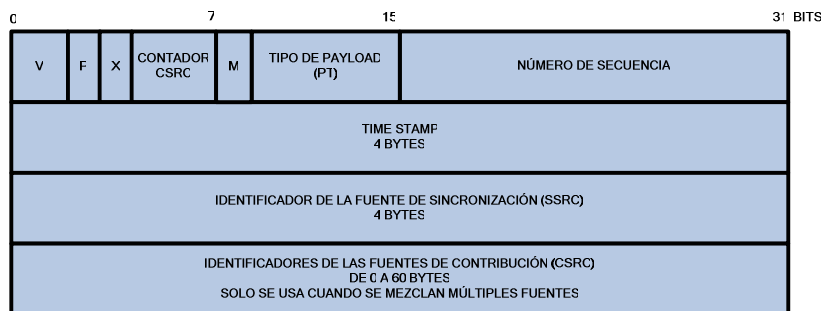 0 7 15 31 BITS
V F X CONTADOR CSRC M TIPO DE PAYLOAD (PT) NÚMERO DE SECUENCIA
TIME STAMP
4 BYTES
IDENTIFICADOR DE LA FUENTE DE SINCRONIZACIÓN (SSRC)
4 BYTES
IDENTIFICADORES DE LAS FUENTES DE CONTRIBUCIÓN (CSRC)
DE 0 A 60 BYTES
SOLO SE USA CUANDO SE MEZCLAN MÚLTIPLES FUENTES